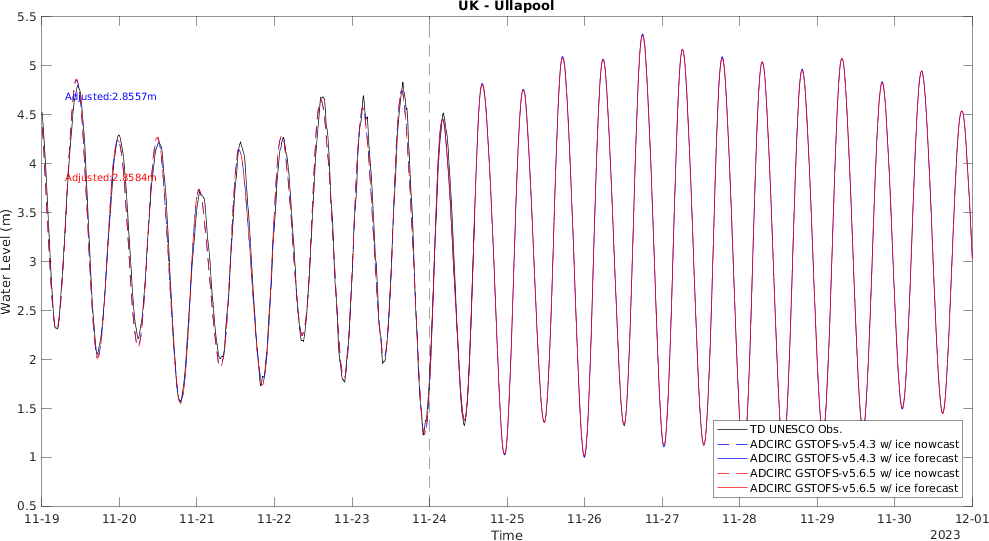 UK - Ullapool
5.5
5
4.5
4
3.5
3
2.5
2
1.5
1
0.5
Water Level (m)
Adjusted:2.8557m
Adjusted:2.8584m
TD UNESCO Obs.
ADCIRC GSTOFS-v5.4.3 w/ ice nowcast
ADCIRC GSTOFS-v5.4.3 w/ ice forecast
ADCIRC GSTOFS-v5.6.5 w/ ice nowcast
ADCIRC GSTOFS-v5.6.5 w/ ice forecast
11-19 11-20 11-21 11-22 11-23 11-24 11-25 11-26 11-27 11-28 11-29 11-30 12-01
Time
2023